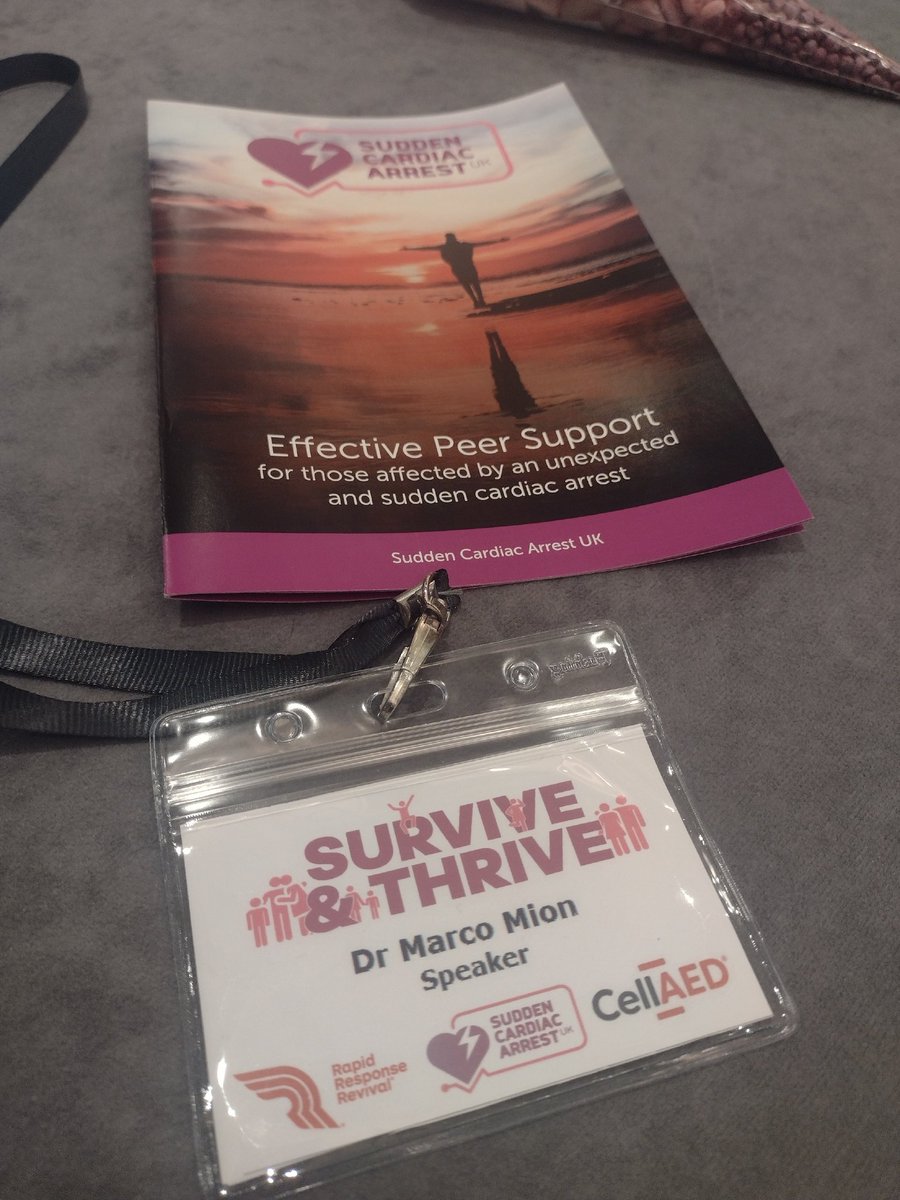 SUDDEN
CARDIAC
ARREST UK
Effective Peer Support
for those affected by an unexpected
and sudden cardiac arrest
Sudden Cardiac Arrest UK
SURVIVE
& THRIVE
Dr Marco Mion
Speaker
Rapid
Response
Revival
SUDDEN
CARDIAC
ARREST UK
CellAED®